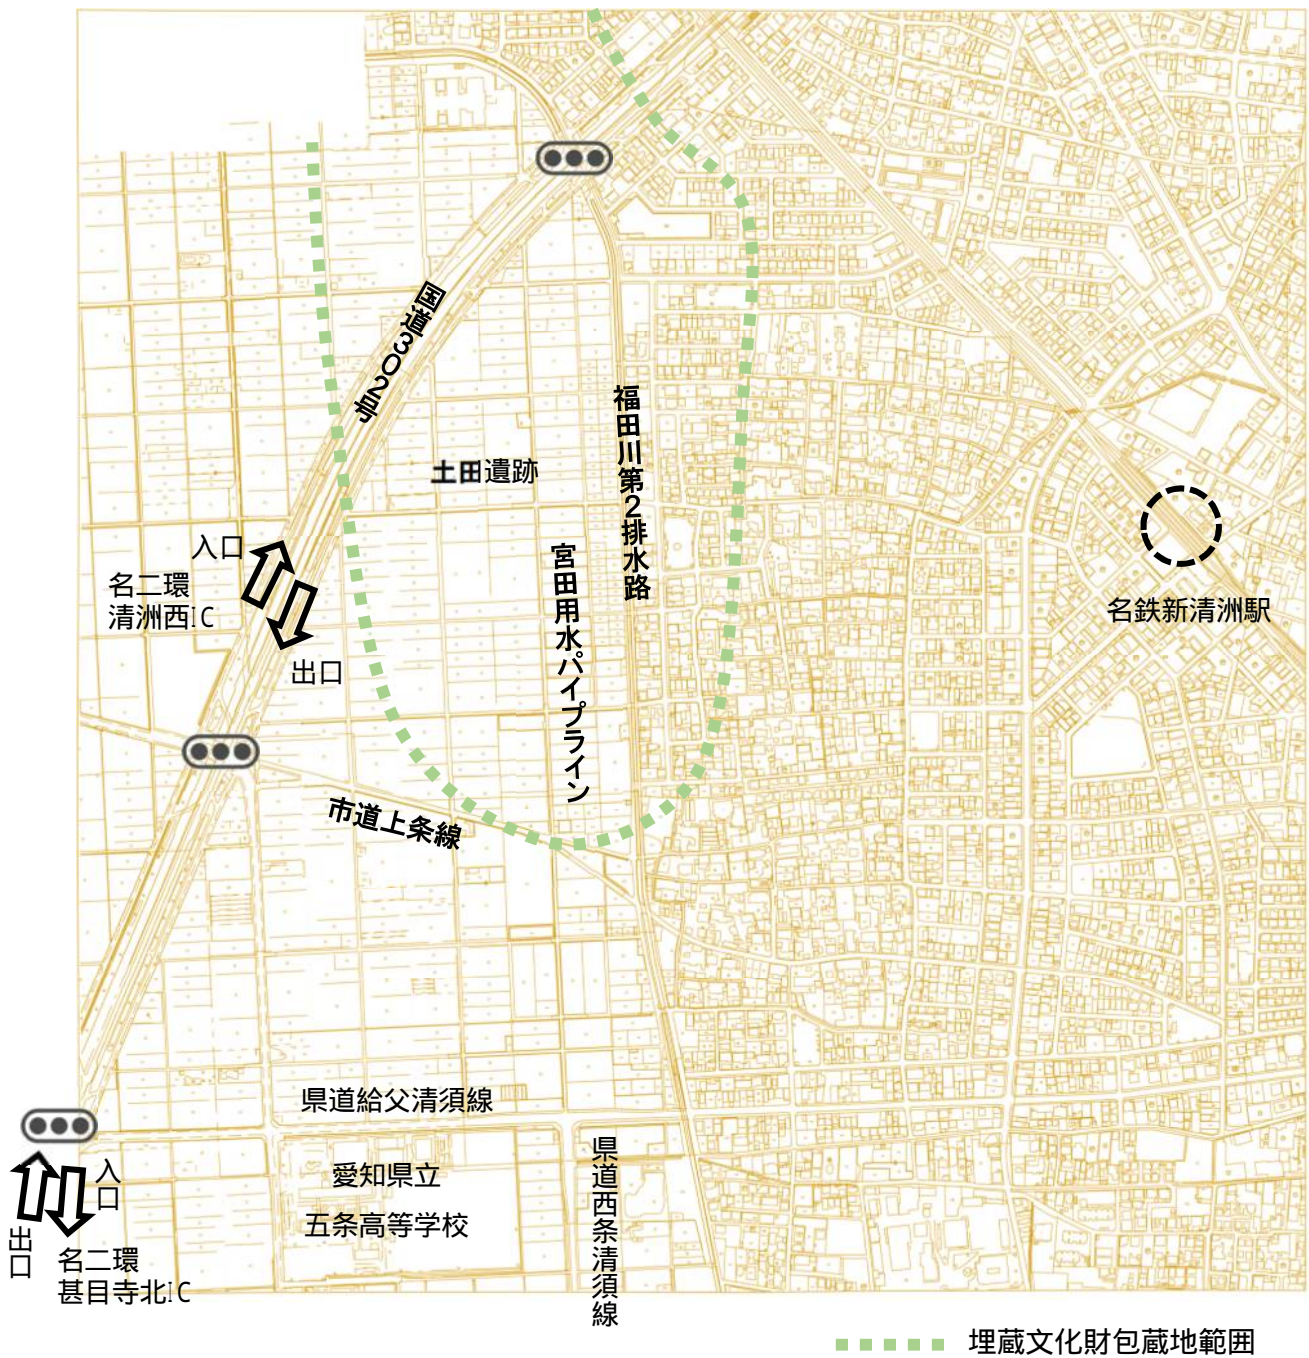 国道302号
福田川第2排水路
土田遺跡
宮田用水パイプライン
入口
名二環
清洲西IC
出口
名鉄新清洲駅
市道上条線
県道給父清須線
愛知県立
五条高等学校
県道西条清須線
入口
出口
名二環
甚目寺北IC
埋蔵文化財包蔵地範囲